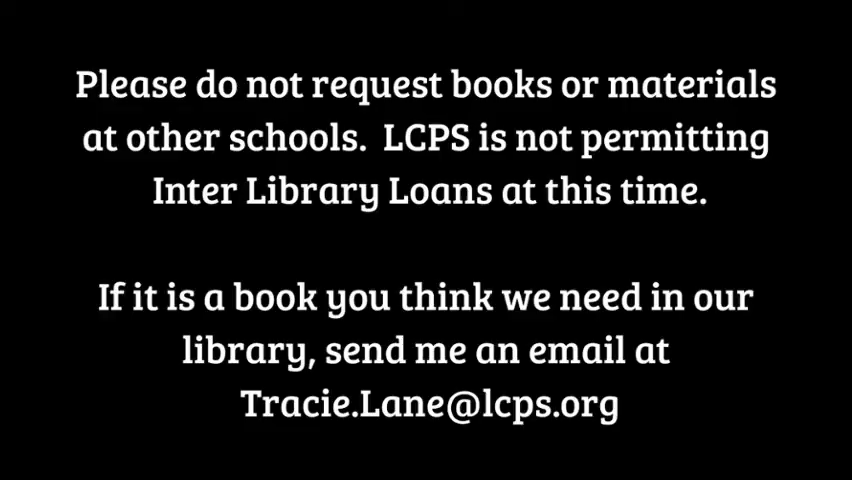 Please do not request books or materials
at other schools.  LCPS is not permitting
Inter Library Loans at this time.
If it is a book you think we need in our
library, send me an email at
Tracie.Lane@lcps.org